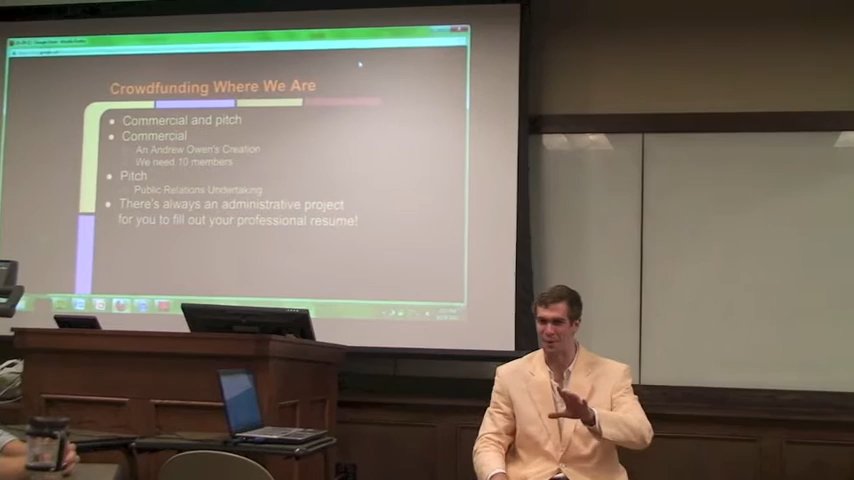 Crowdfunding Where We Are
Commercial and pitch
Commercial
An Andrew Owen's Creation
We need 10 members
Pitch
Public Relations Undertaking
There's always an administrative project
for you to fill out your professional resume!